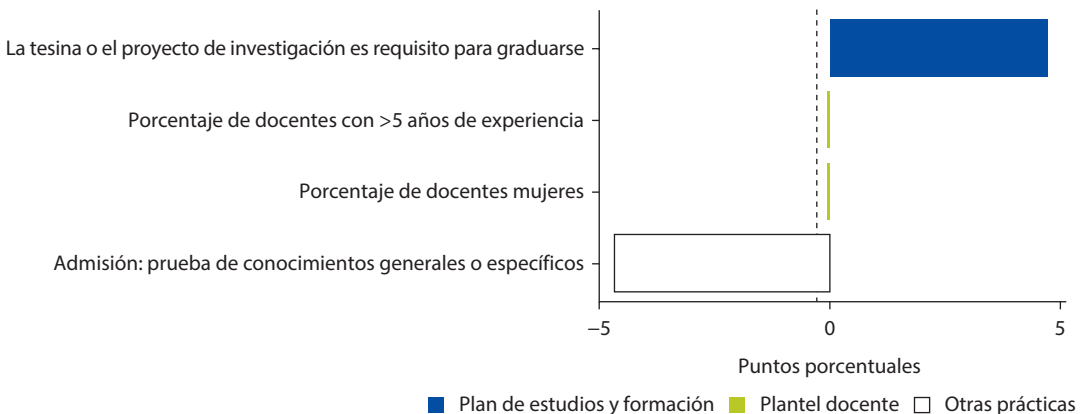 La tesina o el proyecto de investigación es requisito para graduarse
Porcentaje de docentes con >5 años de experiencia
Porcentaje de docentes mujeres
Admisión: prueba de conocimientos generales o específicos
−5 0 5
Puntos porcentuales
Plan de estudios y formación Plantel docente Otras prácticas